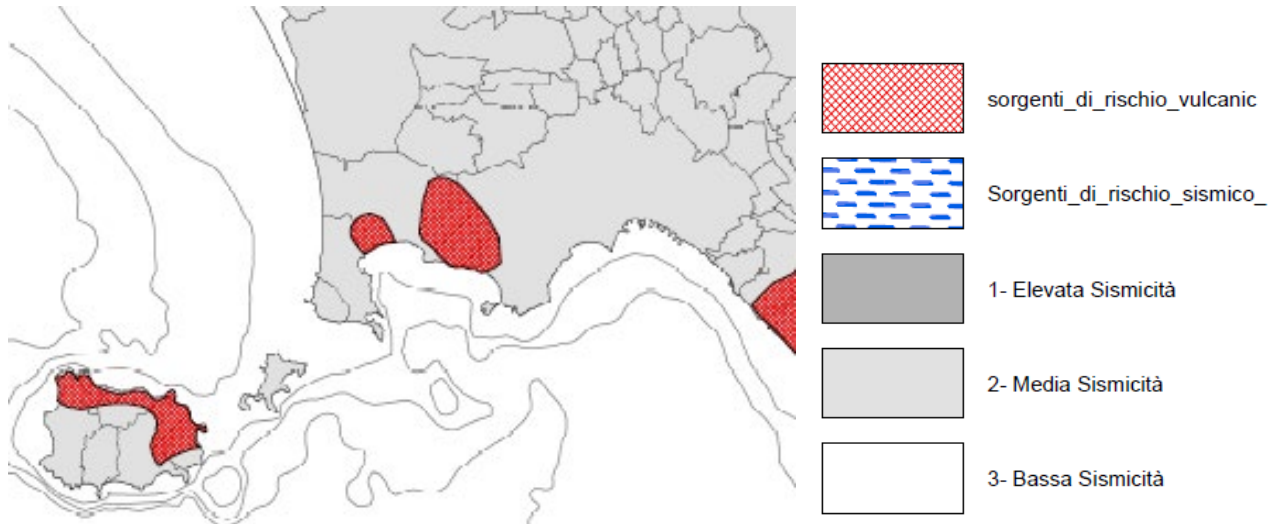 sorgenti_di_rischio_vulcanic
Sorgenti_di_rischio_sismico_
1- Elevata Sismicità
2- Media Sismicità
3- Bassa Sismicità